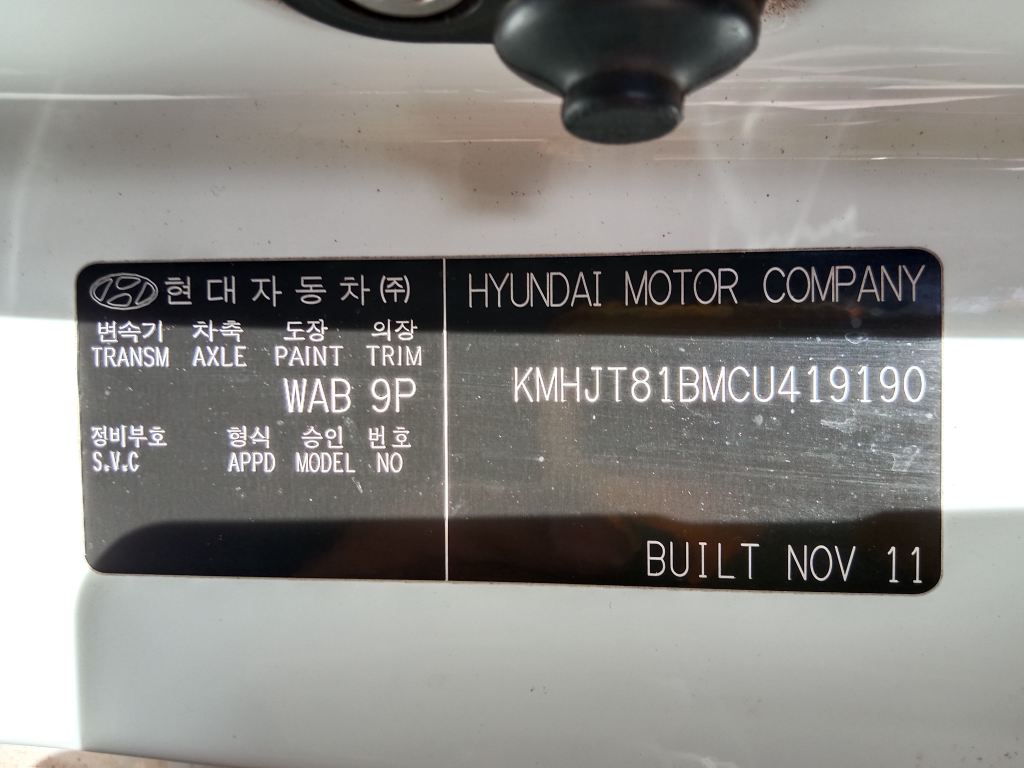 현대자동차(주)
변속기 차축 도장 의장
TRANSM AXLE PAINT TRIM
WAB 9P
정비부호 형식 승인 번호
S.V.C APPD MODEL NO
HYUNDAI MOTOR COMPANY
KMHJT81BMCU419190
BUILT NOV 11